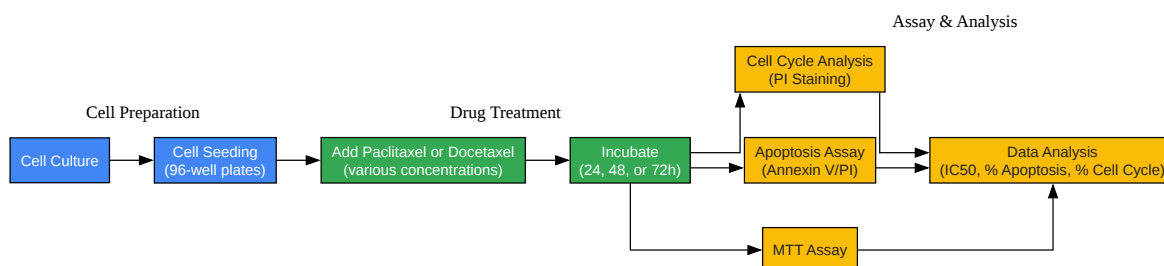 Assay & Analysis
Cell Cycle Analysis
(PI Staining)
Cell Preparation
Drug Treatment
Cell Culture
Cell Seeding
(96-well plates)
Add Paclitaxel or Docetaxel
(various concentrations)
Incubate
(24, 48, or 72h)
Apoptosis Assay
(Annexin V/PI)
Data Analysis
(IC50, % Apoptosis, % Cell Cycle)
MTT Assay